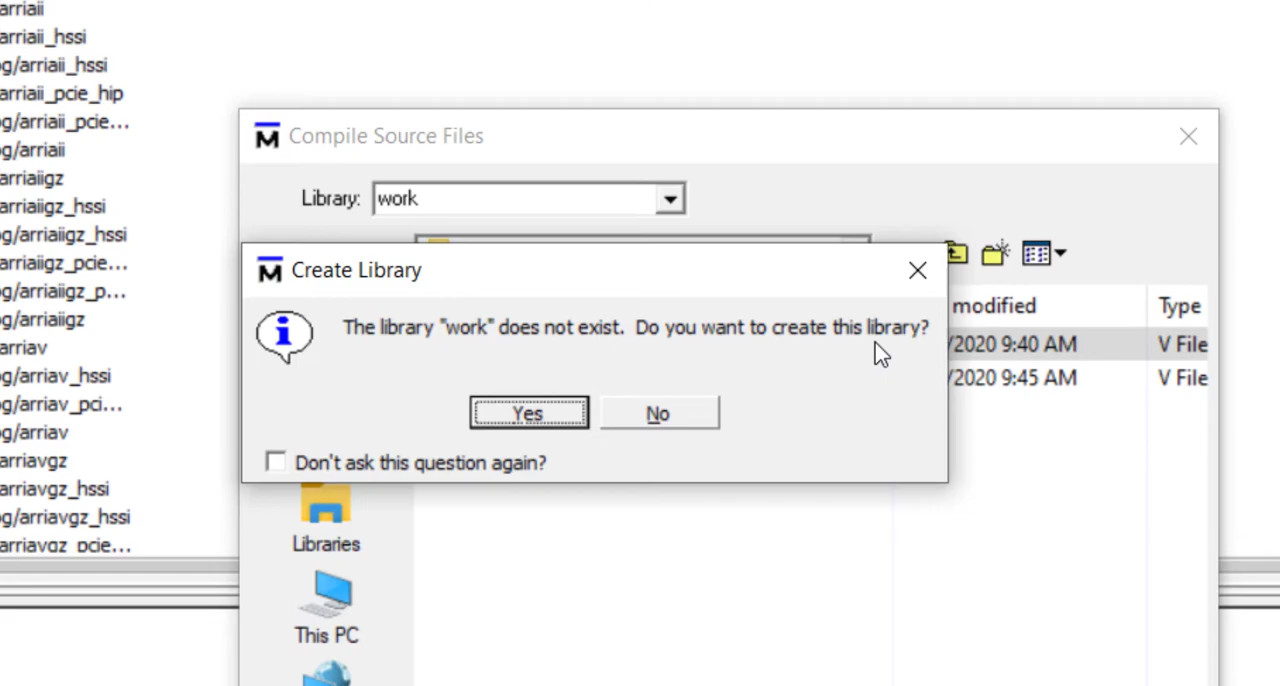 arriaii
arriaii_hssi
og/arriaii_hssi
arriaii_pcie_hip
og/arriaii_pcie...
og/arriaii
arriaiigz
arriaiigz_hssi
og/arriaiigz_hssi
arriaiigz_pcie...
og/arriaiigz_p...
og/arriaiigz
arriav
arriav_hssi
og/arriav_pci...
og/arriav
arriavgz
arriavgz_hssi
og/arriavgz_hssi
arriavgz_pcie...
M Compile Source Files
Library: work
M Create Library
The library "work" does not exist. Do you want to create this library?
Yes No
Don't ask this question again?
modified Type
/2020 9:40 AM V File
/2020 9:45 AM V File
Libraries
This PC